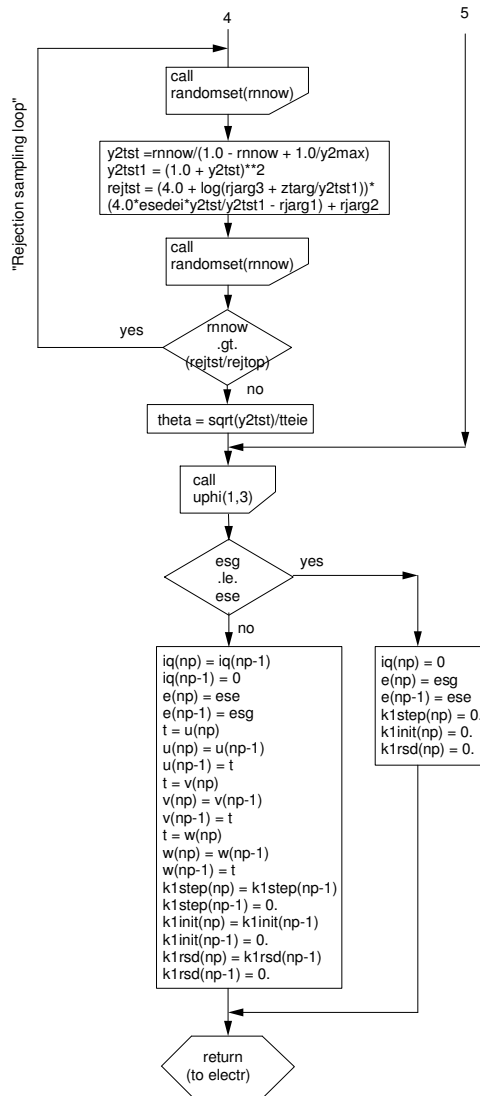 4
5
call
randomset(rnnow)
"Rejection sampling loop"
y2tst =rnnow/(1.0 - rnnow + 1.0/y2max)
y2tst1 = (1.0 + y2tst)**2
rejtst = (4.0 + log(rjarg3 + ztarg/y2tst1))*
(4.0*esedei*y2tst/y2tst1 - rjarg1) + rjarg2
call
randomset(rnnow)
yes
rnnow
.gt.
(rejtst/rejtop)
no
theta = sqrt(y2tst)/tteie
call
uphi(1,3)
esg
.le.
ese
yes
no
iq(np) = iq(np-1)
iq(np-1) = 0
e(np) = ese
e(np-1) = esg
t = u(np)
u(np) = u(np-1)
u(np-1) = t
t = v(np)
v(np) = v(np-1)
v(np-1) = t
t = w(np)
w(np) = w(np-1)
w(np-1) = t
k1step(np) = k1step(np-1)
k1step(np-1) = 0.
k1init(np) = k1init(np-1)
k1init(np-1) = 0.
k1rsd(np) = k1rsd(np-1)
k1rsd(np-1) = 0.
iq(np) = 0
e(np) = esg
e(np-1) = ese
k1step(np) = 0.
k1init(np) = 0.
k1rsd(np) = 0.
return
(to electr)